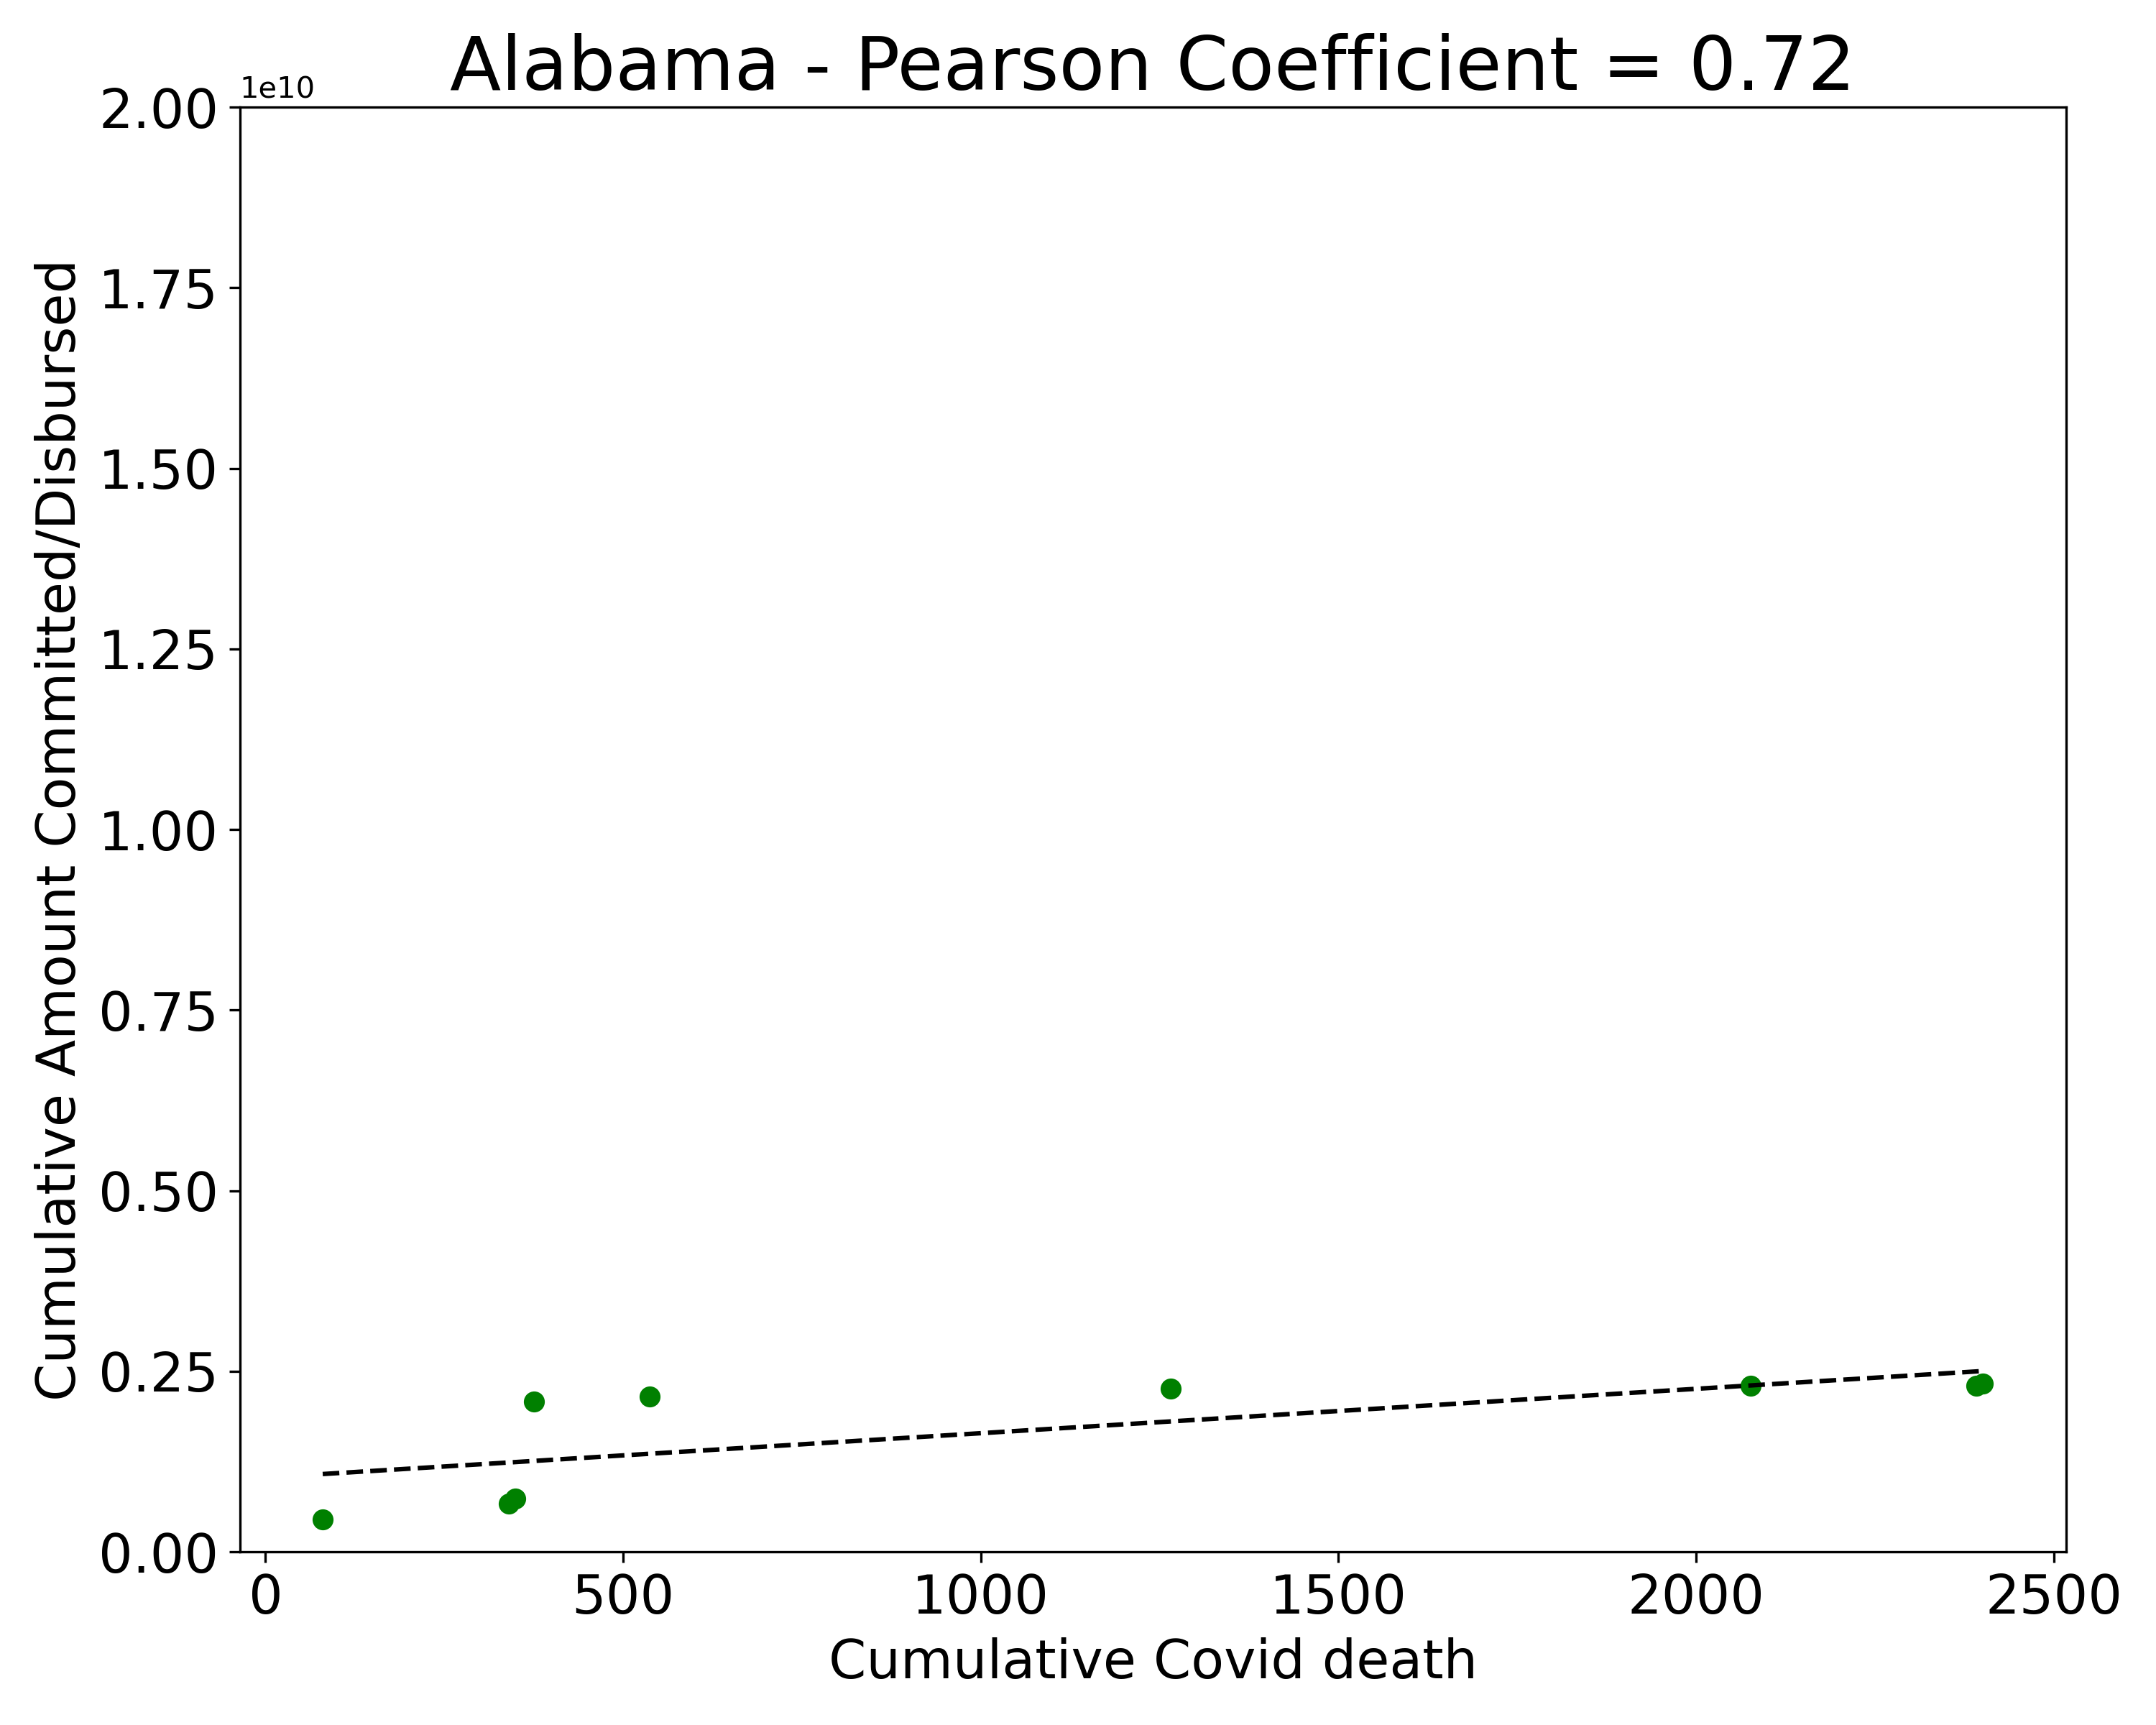 Alabama - Pearson Coefficient = 0.72
1e10
2.00
1.75
1.50
1.25
1.00
0.75
0.50
0.25
0.00
Cumulative Amount Committed/Disbursed
0 500 1000 1500 2000 2500
Cumulative Covid death